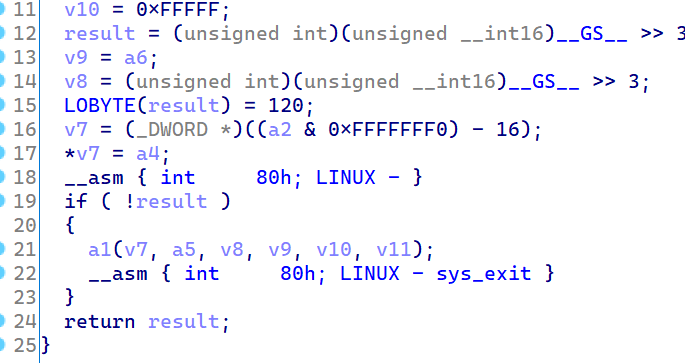 11 v10 = 0×FFFFF;
12 result = (unsigned int)(unsigned __int16)__GS__ >> 3
13 v9 = a6;
14 v8 = (unsigned int)(unsigned __int16)__GS__ >> 3;
15 LOBYTE(result) = 120;
16 v7 = (_DWORD *)((a2 & 0×FFFFFFF0) - 16);
17 *v7 = a4;
18 __asm { int 80h; LINUX - }
19 if ( !result )
20 {
21 a1(v7, a5, v8, v9, v10, v11);
22 __asm { int 80h; LINUX - sys_exit }
23 }
24 return result;
25 }